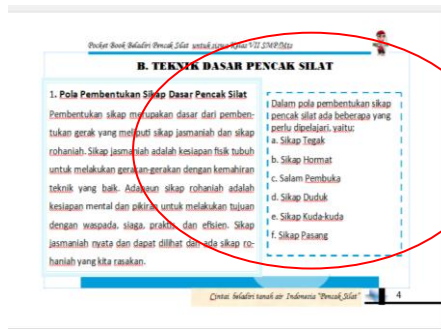 Pocket Book Beladiri Pencak Silat untuk siswa Kelas VII SMP/Mts
B. TEKNIK DASAR PENCAK SILAT
1. Pola Pembentukan Sikap Dasar Pencak Silat
Pembentukan sikap merupakan dasar dari pemben-
tukan gerak yang meliputi sikap jasmaniah dan sikap
rohaniah. Sikap jasmaniah adalah kesiapan fisik tubuh
untuk melakukan gerakan-gerakan dengan kemahiran
teknik yang baik. Adapaun sikap rohaniah adalah
kesiapan mental dan pikiran untuk melakukan tujuan
dengan waspada, siaga, praktis dan efisien. Sikap
jasmaniah nyata dan dapat dilihat dan ada sikap ro-
haniah yang kita rasakan.
Dalam pola pembentukan sikap
pencak silat ada beberapa yang
perlu dipelajari, yaitu:
a. Sikap Tegak
b. Sikap Hormat
c. Salam Pembuka
d. Sikap Duduk
e. Sikap Kuda-kuda
f. Sikap Pasang
Cintai beladiri tanah air Indonesia "Pencak Silat"
4